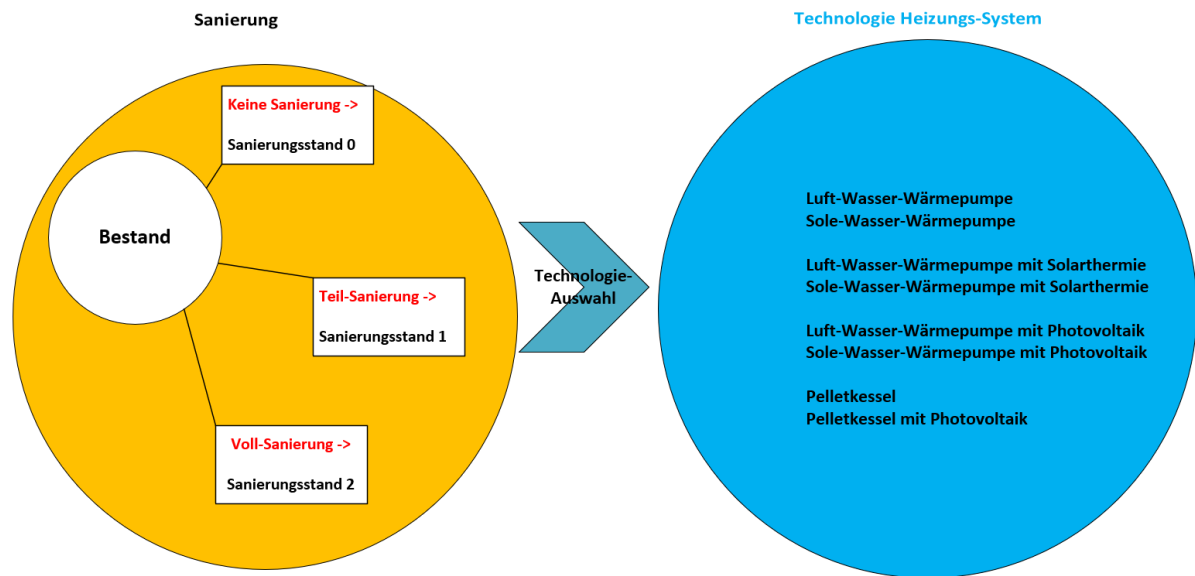 Sanierung
Keine Sanierung ->
Sanierungsstand 0
Bestand
Teil-Sanierung ->
Sanierungsstand 1
Voll-Sanierung ->
Sanierungsstand 2
Technologie-
Auswahl
Technologie Heizungs-System
Luft-Wasser-Wärmepumpe
Sole-Wasser-Wärmepumpe
Luft-Wasser-Wärmepumpe mit Solarthermie
Sole-Wasser-Wärmepumpe mit Solarthermie
Luft-Wasser-Wärmepumpe mit Photovoltaik
Sole-Wasser-Wärmepumpe mit Photovoltaik
Pelletkessel
Pelletkessel mit Photovoltaik